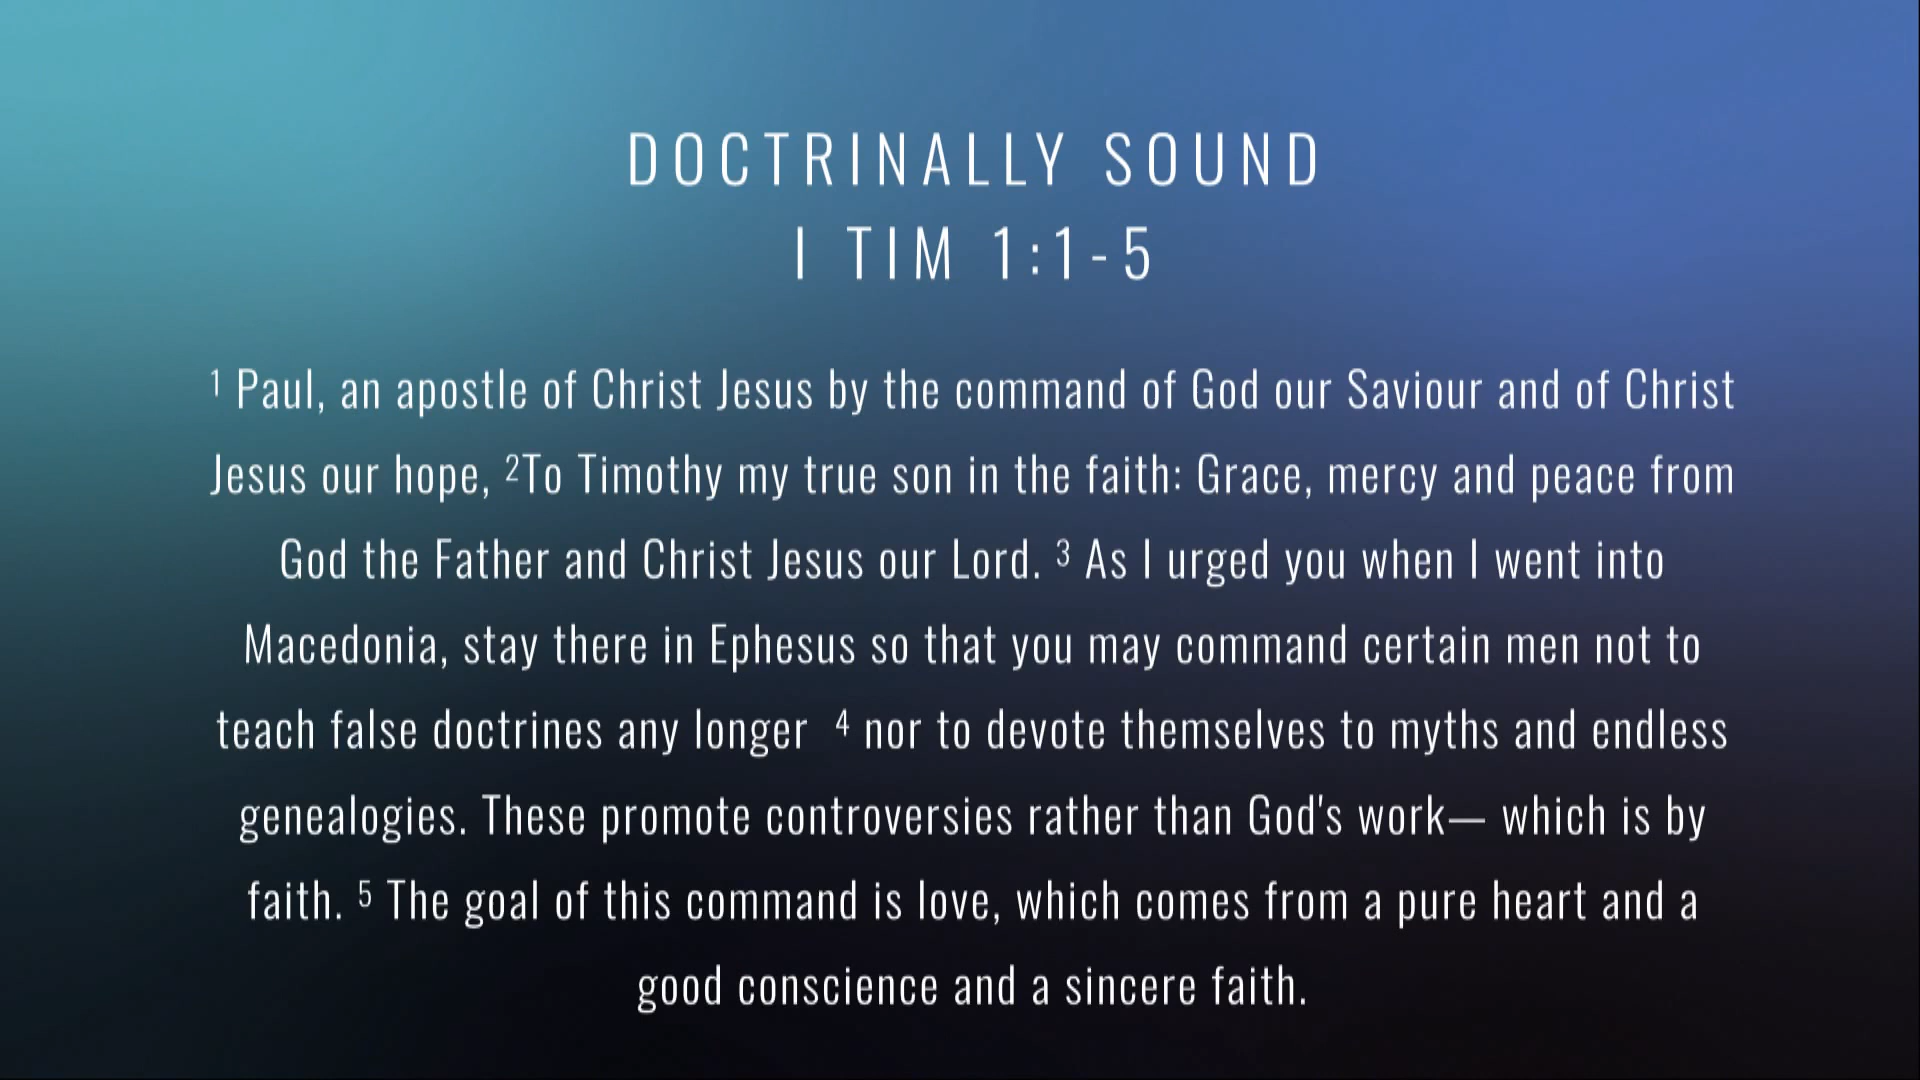 DOCTRINALLY SOUND
I TIM 1:1-5
¹ Paul, an apostle of Christ Jesus by the command of God our Saviour and of Christ
Jesus our hope, ²To Timothy my true son in the faith: Grace, mercy and peace from
God the Father and Christ Jesus our Lord. ³ As I urged you when I went into
Macedonia, stay there in Ephesus so that you may command certain men not to
teach false doctrines any longer  ⁴ nor to devote themselves to myths and endless
genealogies. These promote controversies rather than God's work— which is by
faith. ⁵ The goal of this command is love, which comes from a pure heart and a
good conscience and a sincere faith.